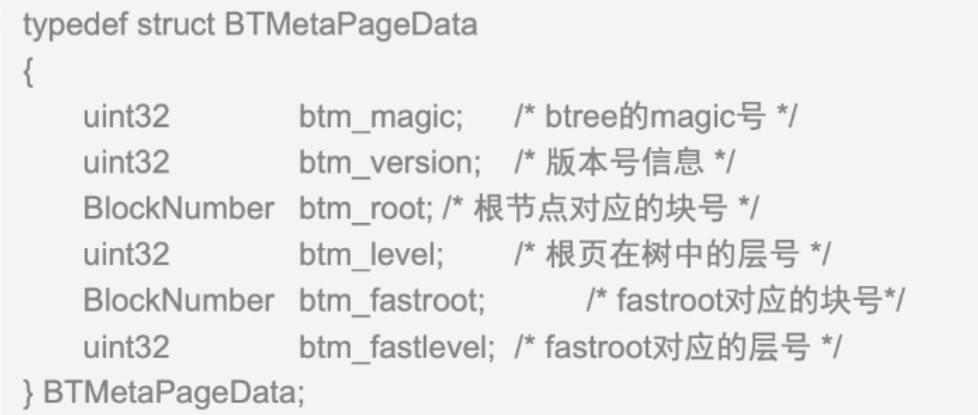 typedef struct BTMetaPageData
{
uint32 btm_magic; /* btree的magic号 */
uint32 btm_version; /* 版本号信息 */
BlockNumber btm_root; /* 根节点对应的块号 */
uint32 btm_level; /* 根页在树中的层号 */
BlockNumber btm_fastroot; /* fastroot对应的块号*/
uint32 btm_fastlevel; /* fastroot对应的层号 */
} BTMetaPageData;